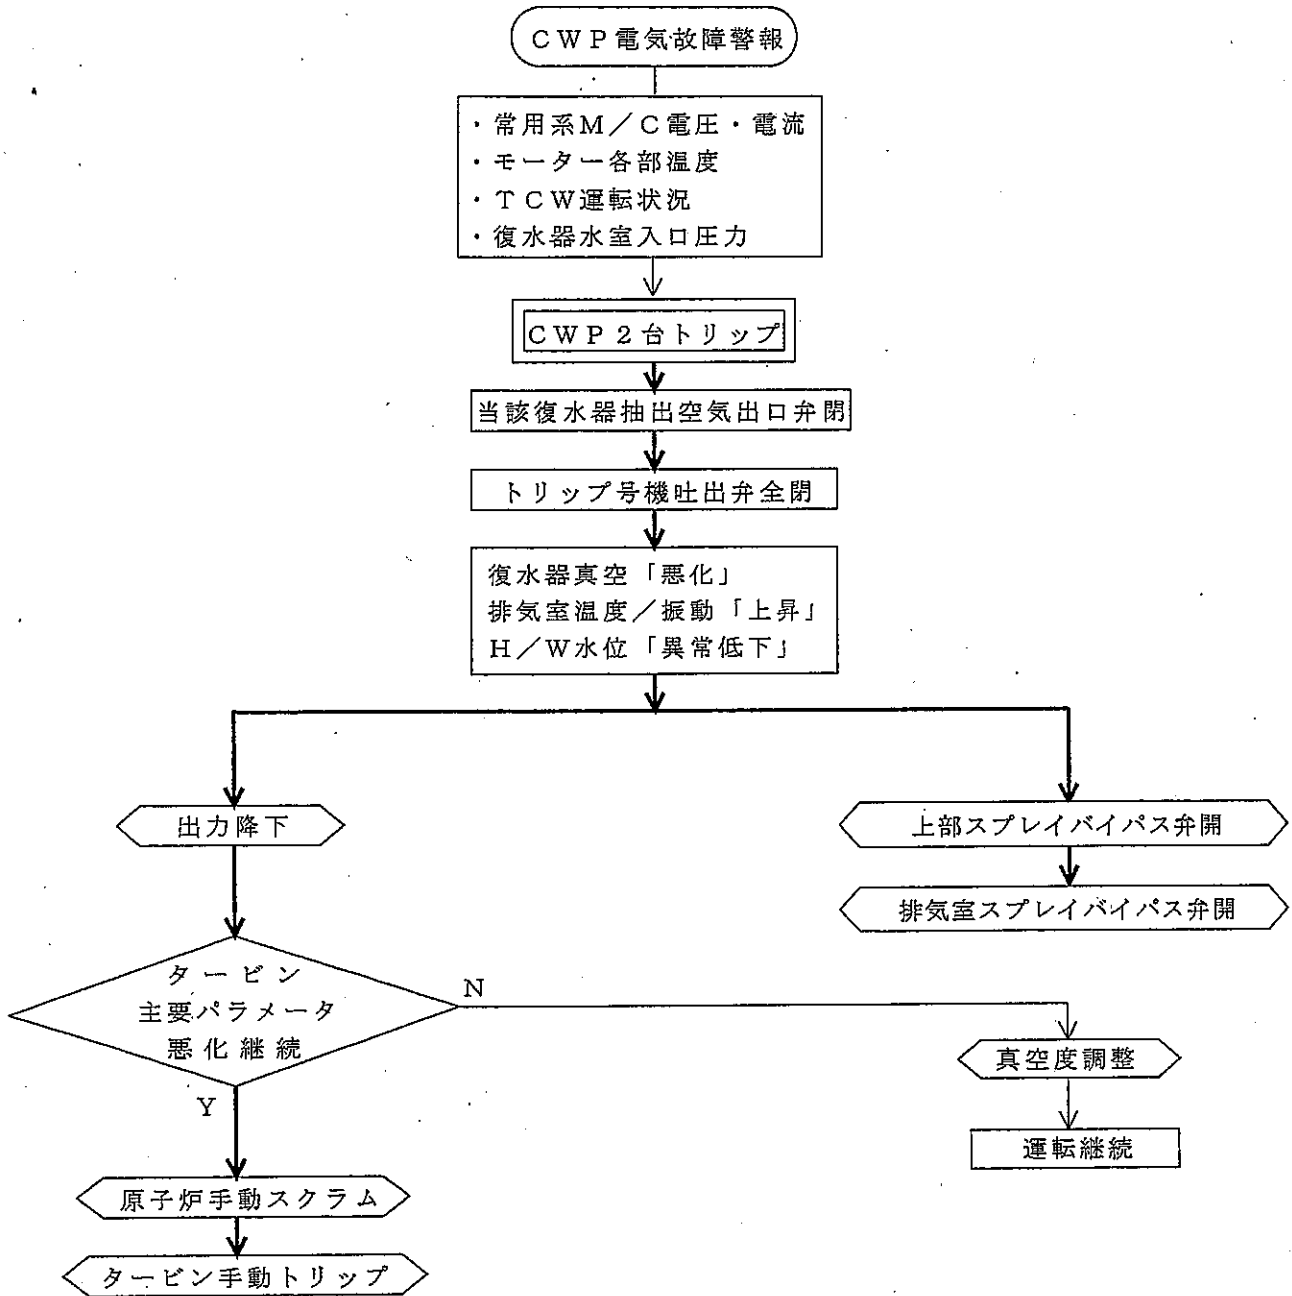 CWP電気故障警報
・常用系M／C電圧・電流
・モーター各部温度
・TCW運転状況
・復水器水室入口圧力
CWP2台トリップ
当該復水器抽出空気出口弁閉
トリップ号機吐出弁全閉
復水器真空「悪化」
排気室温度／振動「上昇」
H／W水位「異常低下」
出力降下
上部スプレイバイパス弁開
排気室スプレイバイパス弁開
タービン
主要パラメータ
悪化継続
N
真空度調整
Y
運転継続
原子炉手動スクラム
タービン手動トリップ